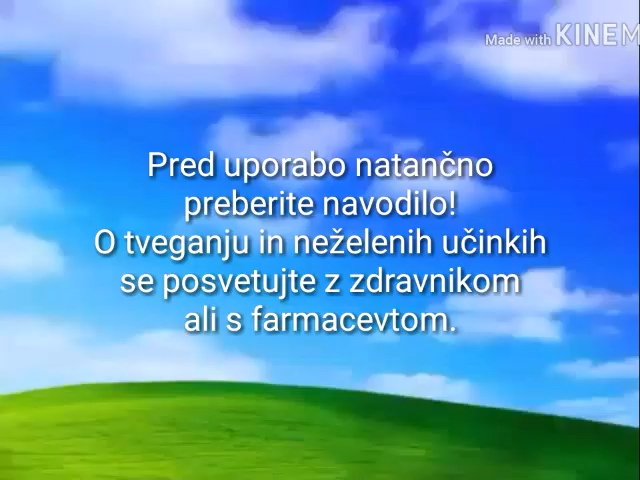 Made with KINEM
Pred uporabo natančno
preberite navodilo!
O tveganju in neželenih učinkih
se posvetujte z zdravnikom
ali s farmacevtom.